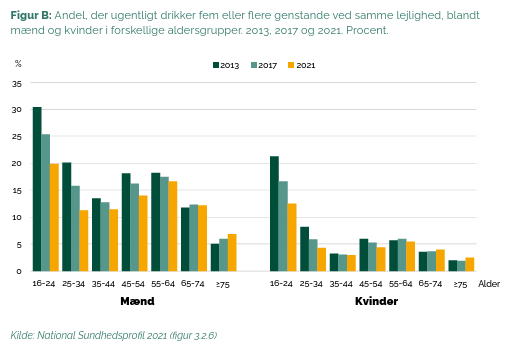 Figur B: Andel, der ugentligt drikker fem eller flere genstande ved samme lejlighed, blandt
mænd og kvinder i forskellige aldersgrupper. 2013, 2017 og 2021. Procent.
%
2013 2017 2021
35
30
25
20
15
10
5
0
16-24 25-34 35-44 45-54 55-64 65-74 ≥75 16-24 25-34 35-44 45-54 55-64 65-74 ≥75 Alder
Mænd Kvinder
Kilde: National Sundhedsprofil 2021 (figur 3.2.6)